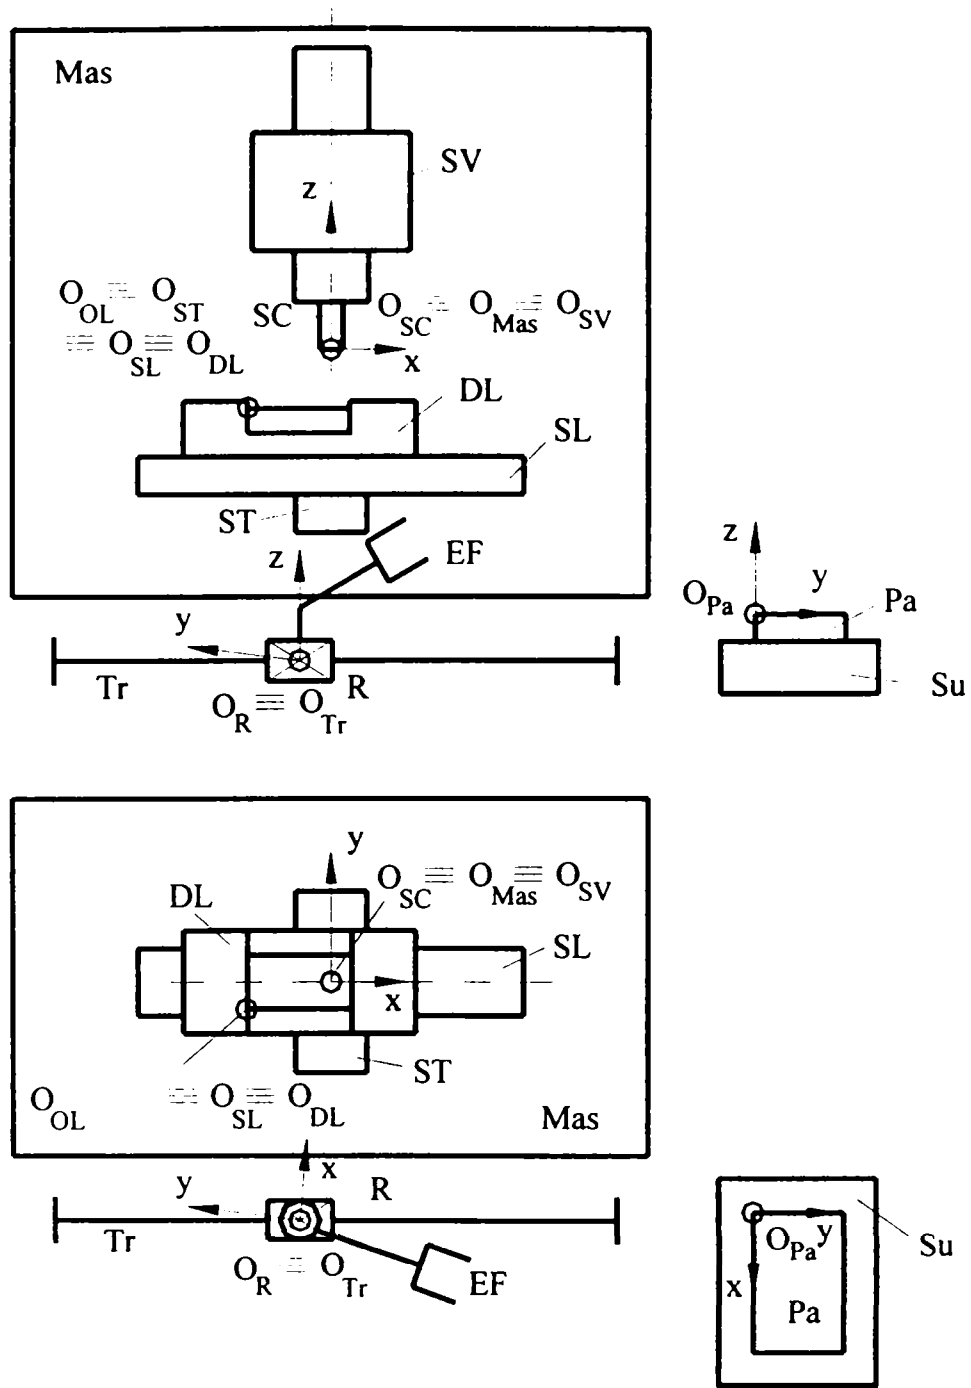 Mas
SV
z
O_OL ≡ O_ST
SC
O_SC ≡ O_Mas ≡ O_SV
≡ O_SL ≡ O_DL
x
DL
SL
ST
z
EF
y
Tr
R
O_R ≡ O_Tr
z
y
O_Pa
Pa
Su
y
O_SC ≡ O_Mas ≡ O_SV
DL
SL
x
ST
O_OL ≡ O_SL ≡ O_DL
Mas
x
y
R
Tr
O_R ≡ O_Tr
EF
O_Pa
y
Su
x
Pa